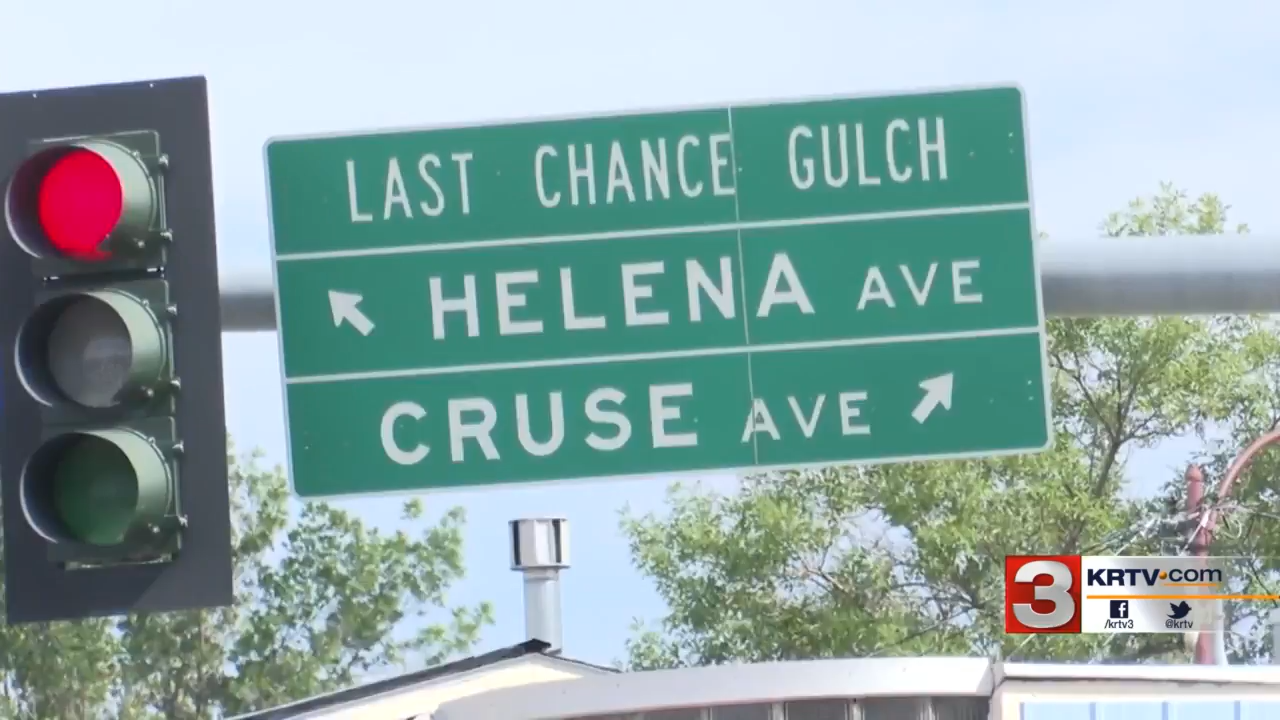 LAST CHANCE GULCH
HELENA AVE
CRUSE AVE
3 KRTV.com
/krtv3 @krtv